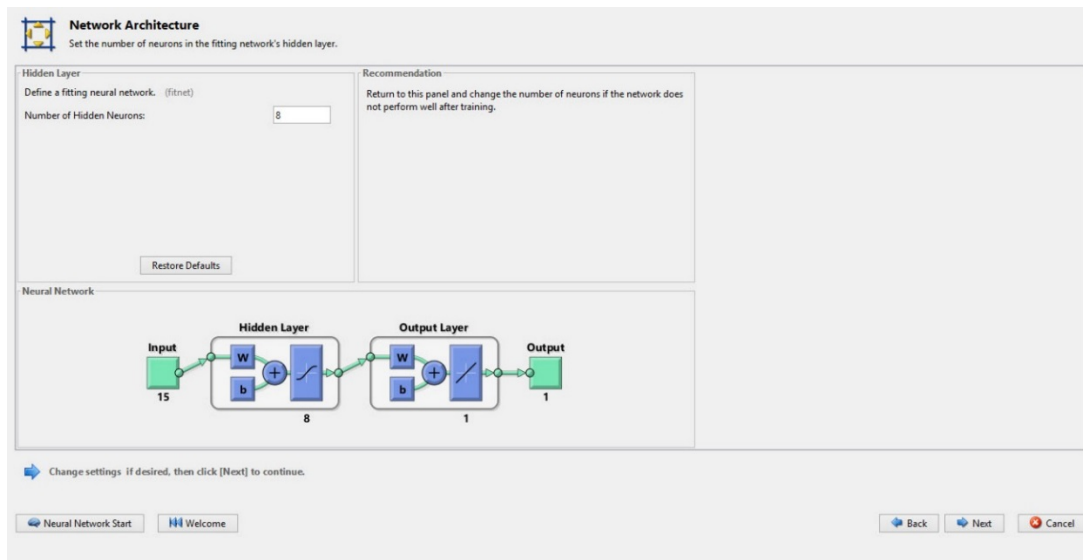 Network Architecture
Set the number of neurons in the fitting network's hidden layer.
Hidden Layer
Define a fitting neural network. (fitnet)
Number of Hidden Neurons: 8
Restore Defaults
Recommendation
Return to this panel and change the number of neurons if the network does
not perform well after training.
Neural Network
Hidden Layer
Output Layer
Input
Output
W
b
+
W
b
+
15
8
1
1
Change settings if desired, then click [Next] to continue.
Neural Network Start
Welcome
Back
Next
Cancel